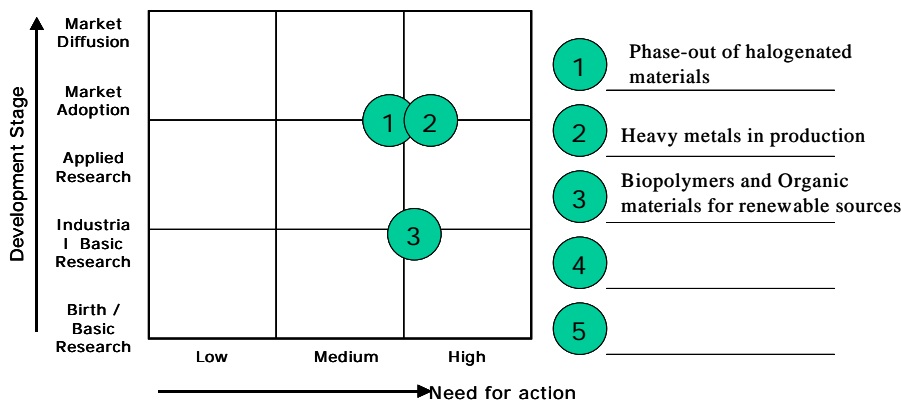 Development Stage
Market
Diffusion
Market
Adoption
Applied
Research
Industria
l Basic
Research
Birth /
Basic
Research
1
2
3
Low
Medium
High
Need for action
1
Phase-out of halogenated
materials
2
Heavy metals in production
3
Biopolymers and Organic
materials for renewable sources
4
5